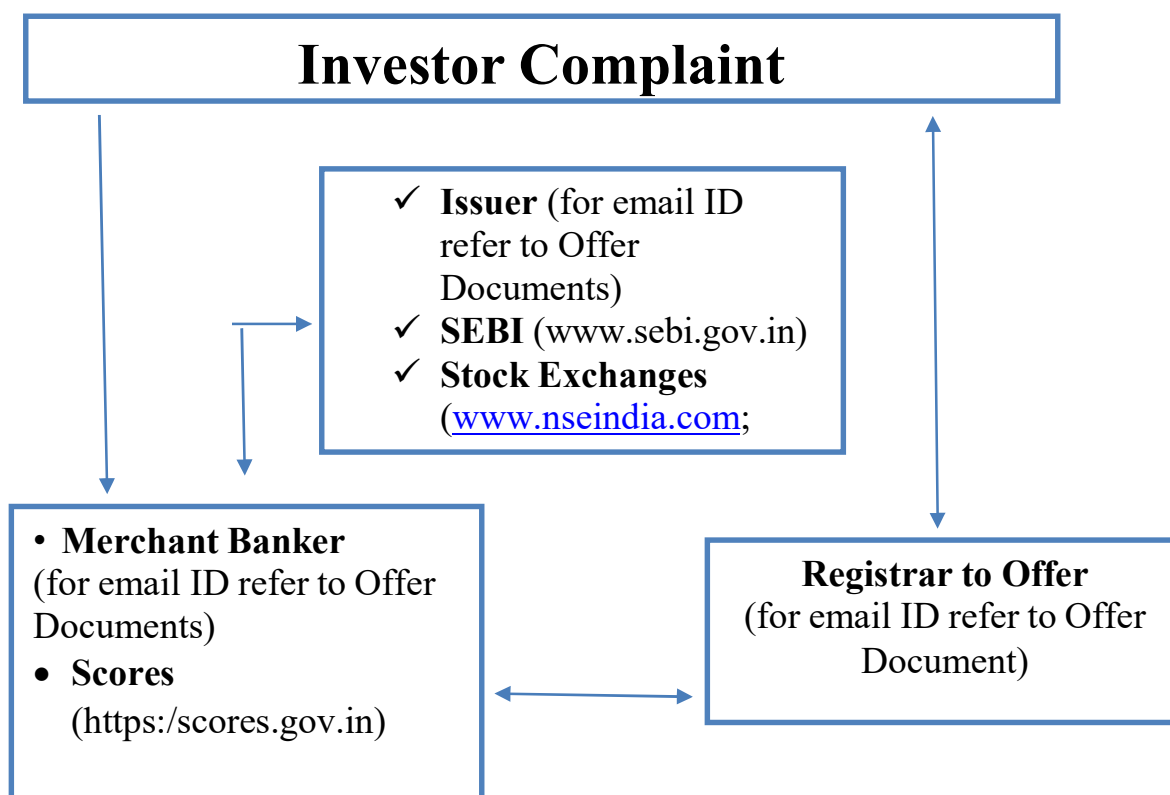 Investor Complaint
✓ Issuer (for email ID
refer to Offer
Documents)
✓ SEBI (www.sebi.gov.in)
✓ Stock Exchanges
(www.nseindia.com;
• Merchant Banker
(for email ID refer to Offer
Documents)
• Scores
(https:/scores.gov.in)
Registrar to Offer
(for email ID refer to Offer
Document)